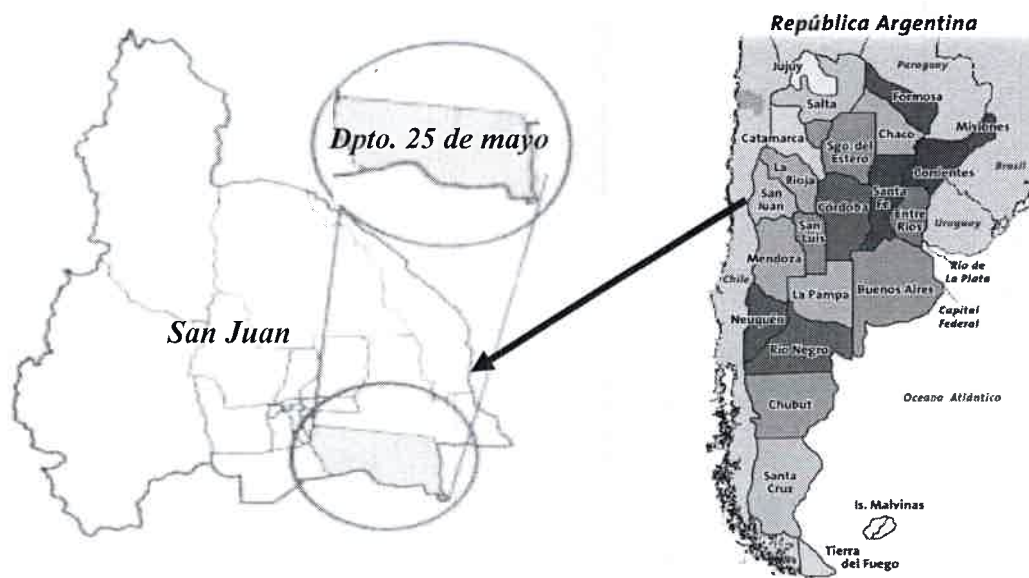 República Argentina
Dpto. 25 de mayo
San Juan
Jujuy
Paraguay
Salta
Formosa
Catamarca
Chaco
Misiones
Sgo. del
Estero
Brasil
La
Rioja
Corrientes
San
Juan
Santa
Fe
Córdoba
Entre
Ríos
Uruguay
San
Luis
Mendoza
Río de
La Plata
Chile
La Pampa
Buenos Aires
Capital
Federal
Neuquén
Río Negro
Chubut
Oceano Atlántico
Santa
Cruz
Is. Malvinas
Tierra
del Fuego